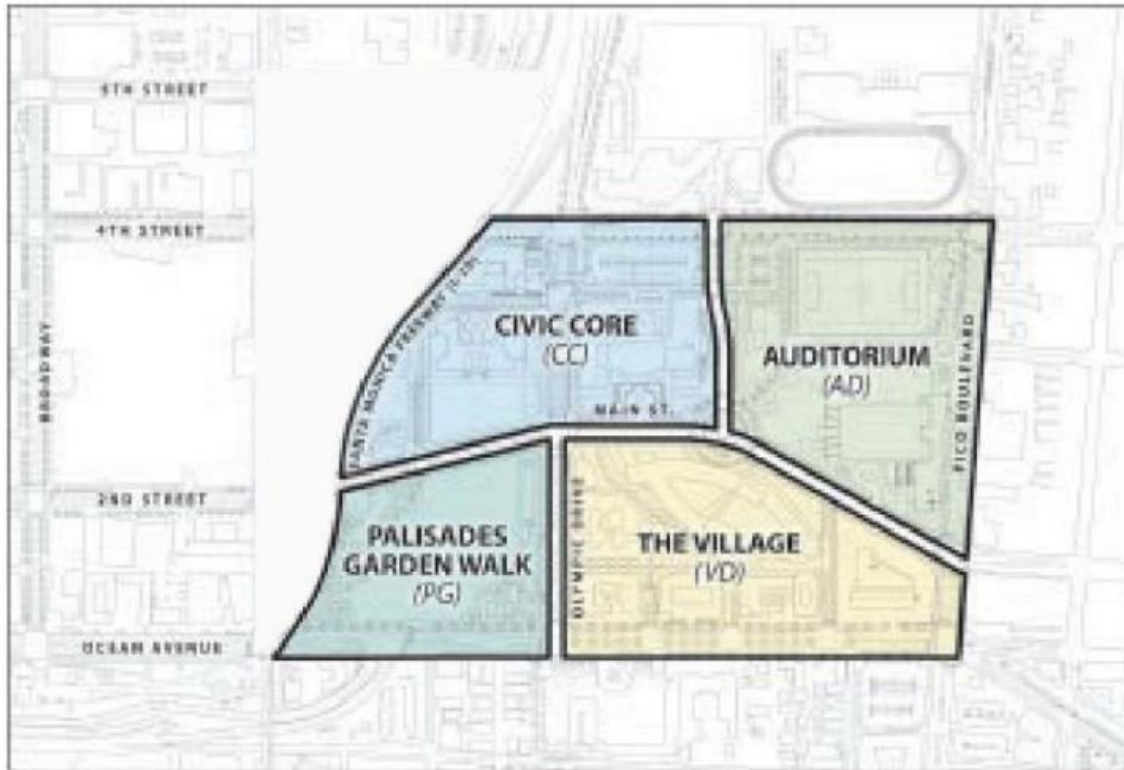 5TH STREET
4TH STREET
BROADWAY
SANTA MONICA FREEWAY (I-10)
CIVIC CORE
(CC)
AUDITORIUM
(AD)
PICO BOULEVARD
MAIN ST.
2ND STREET
PALISADES
GARDEN WALK
(PG)
OLYMPIC DRIVE
THE VILLAGE
(VD)
OCEAN AVENUE